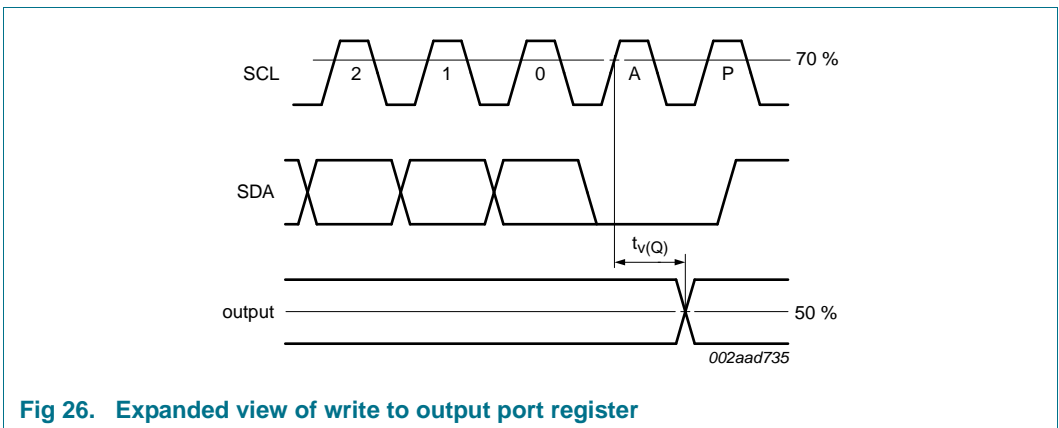 SCL 2 1 0 A P 70 %
SDA
tv(Q)
output 50 %
002aad735
Fig 26. Expanded view of write to output port register